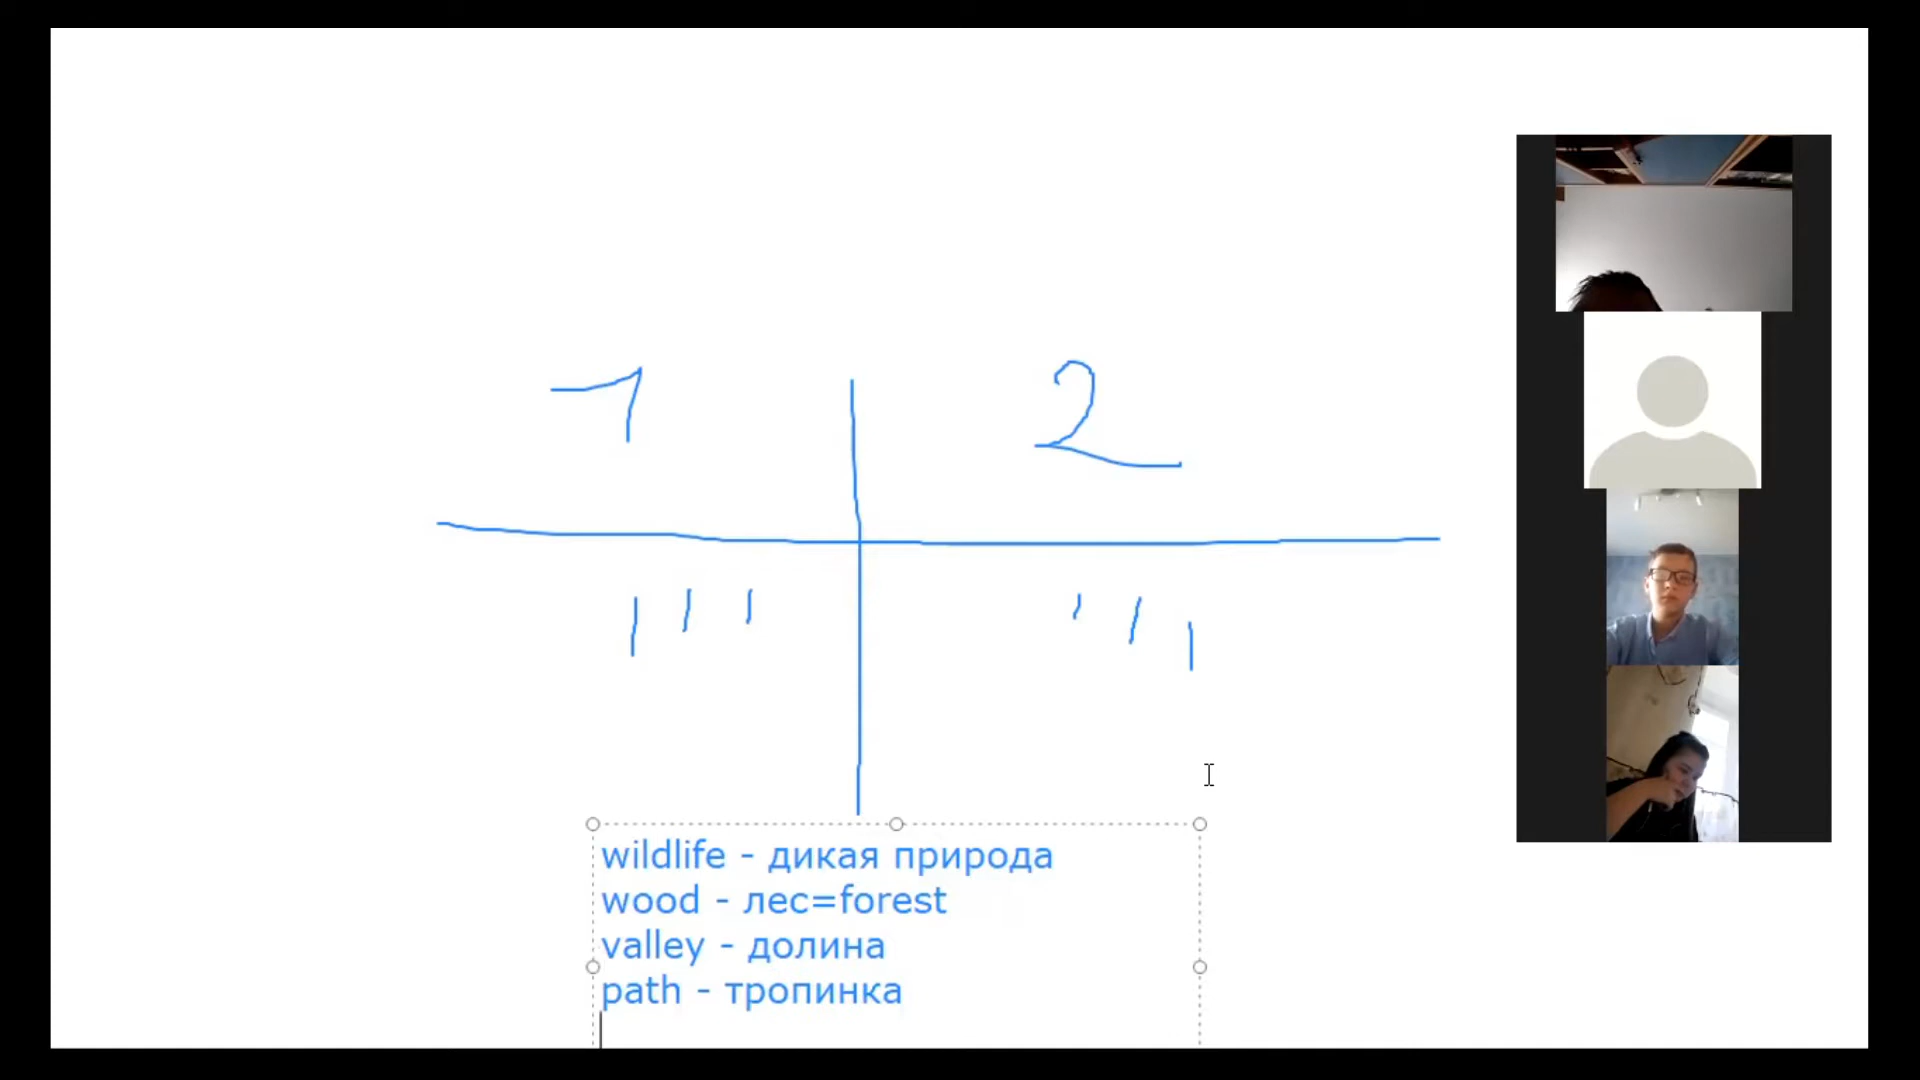 1 2
wildlife - дикая природа
wood - лес=forest
valley - долина
path - тропинка